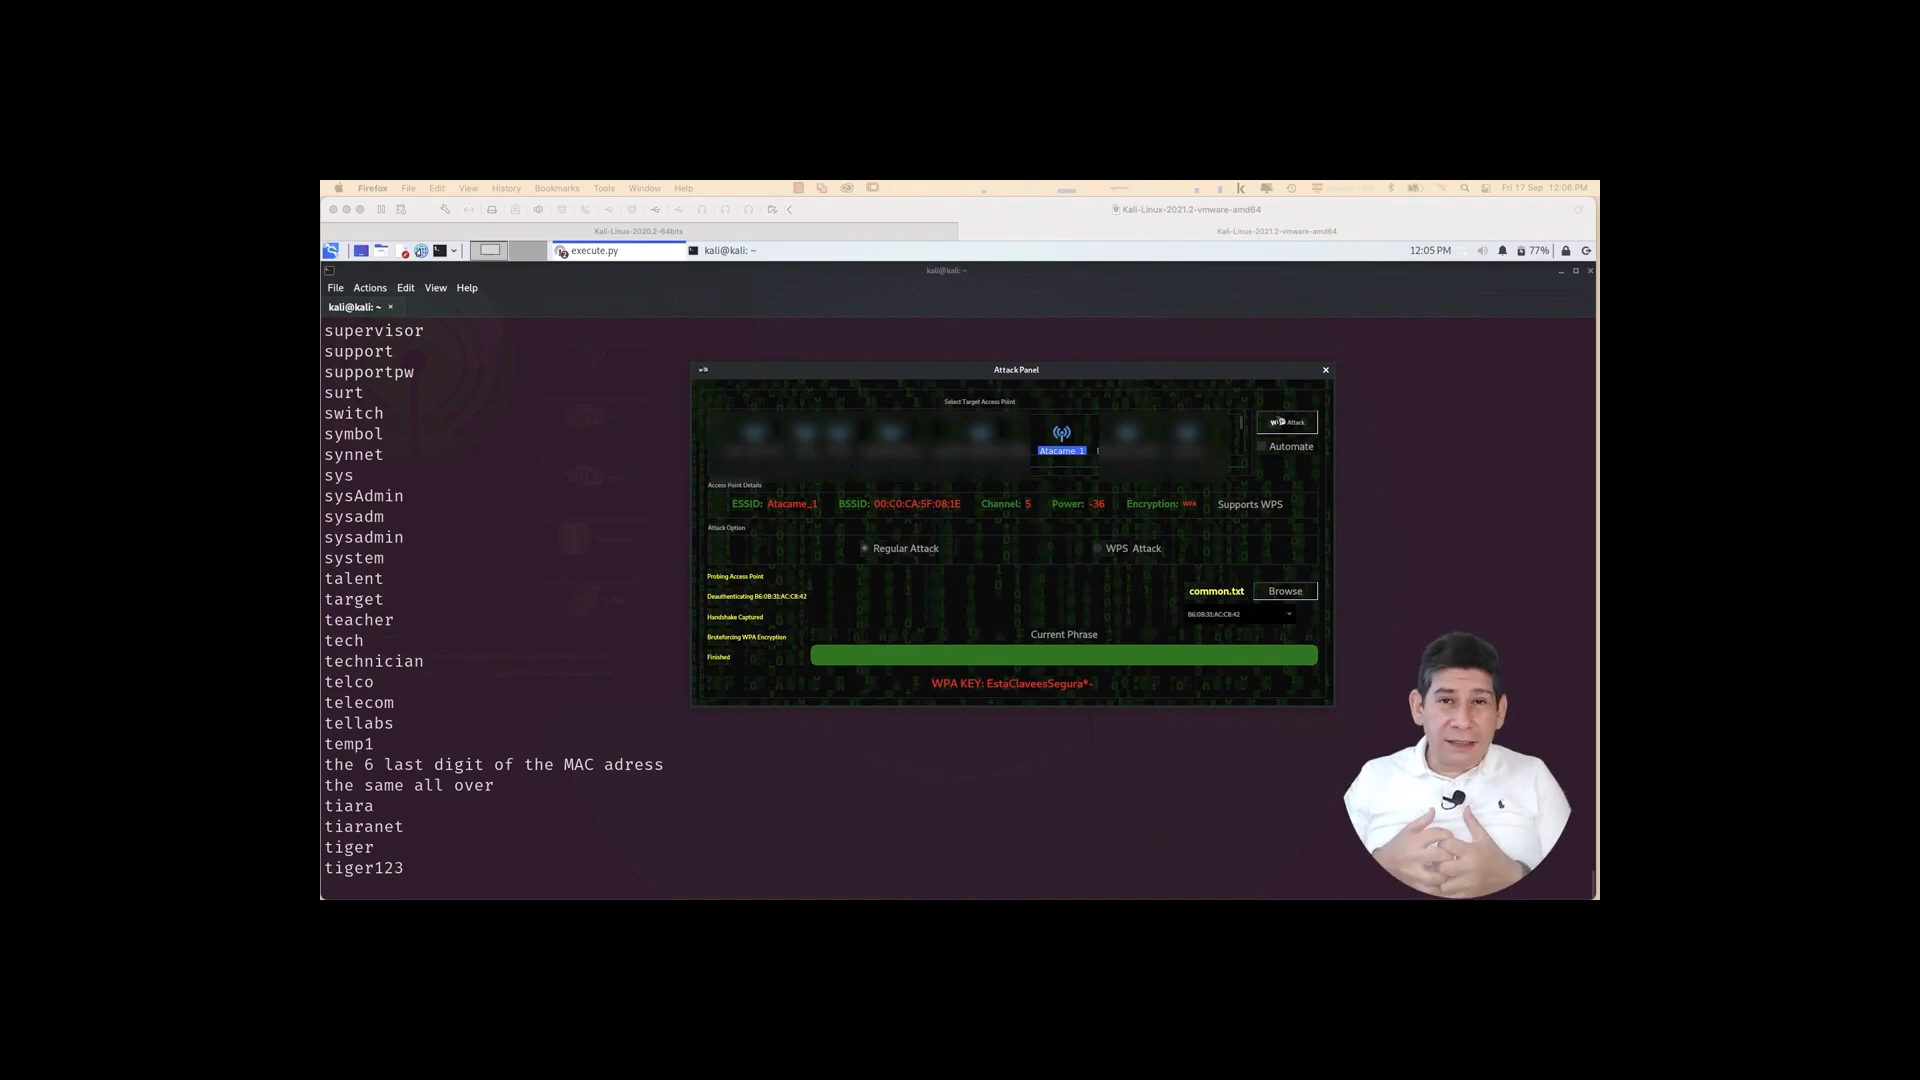 Firefox File Edit View History Bookmarks Tools Window Help
Fri 17 Sep 12:06 PM
Kali-Linux-2021.2-vmware-amd64
Kali-Linux-2020.2-64bits
Kali-Linux-2021.2-vmware-amd64
execute.py
kali@kali: ~
12:05 PM
77%
kali@kali: ~
File Actions Edit View Help
kali@kali: ~
supervisor
support
supportpw
surt
switch
symbol
synnet
sys
sysAdmin
sysadm
sysadmin
system
talent
target
teacher
tech
technician
telco
telecom
tellabs
temp1
the 6 last digit of the MAC adress
the same all over
tiara
tiaranet
tiger
tiger123
Attack Panel
Select Target Access Point
Atacame_1
Attack
Automate
Access Point Details
ESSID: Atacame_1 BSSID: 00:C0:CA:5F:08:1E Channel: 5 Power: -36 Encryption: WPA Supports WPS
Attack Option
Regular Attack WPS Attack
Probing Access Point
common.txt Browse
Deauthenticating B6:0B:31:AC:C8:42
B6:0B:31:AC:C8:42
Handshake Captured
Current Phrase
Bruteforcing WPA Encryption
Finished
WPA KEY: EstaClaveesSegura*-